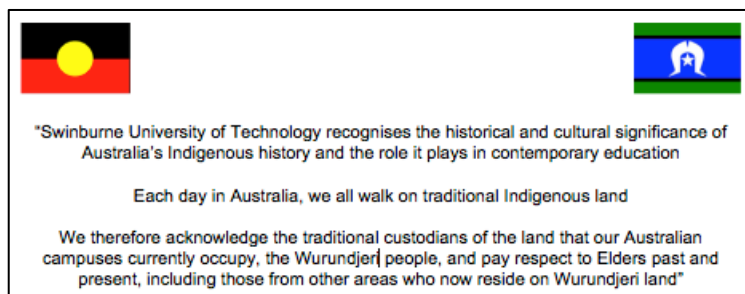 "Swinburne University of Technology recognises the historical and cultural significance of
Australia's Indigenous history and the role it plays in contemporary education
Each day in Australia, we all walk on traditional Indigenous land
We therefore acknowledge the traditional custodians of the land that our Australian
campuses currently occupy, the Wurundjeri people, and pay respect to Elders past and
present, including those from other areas who now reside on Wurundjeri land"